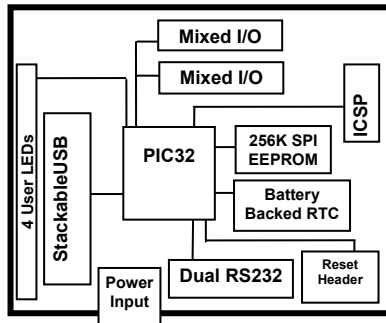 Mixed I/O
Mixed I/O
4 User LEDs
StackableUSB
PIC32
ICSP
256K SPI
EEPROM
Battery
Backed RTC
Power
Input
Dual RS232
Reset
Header